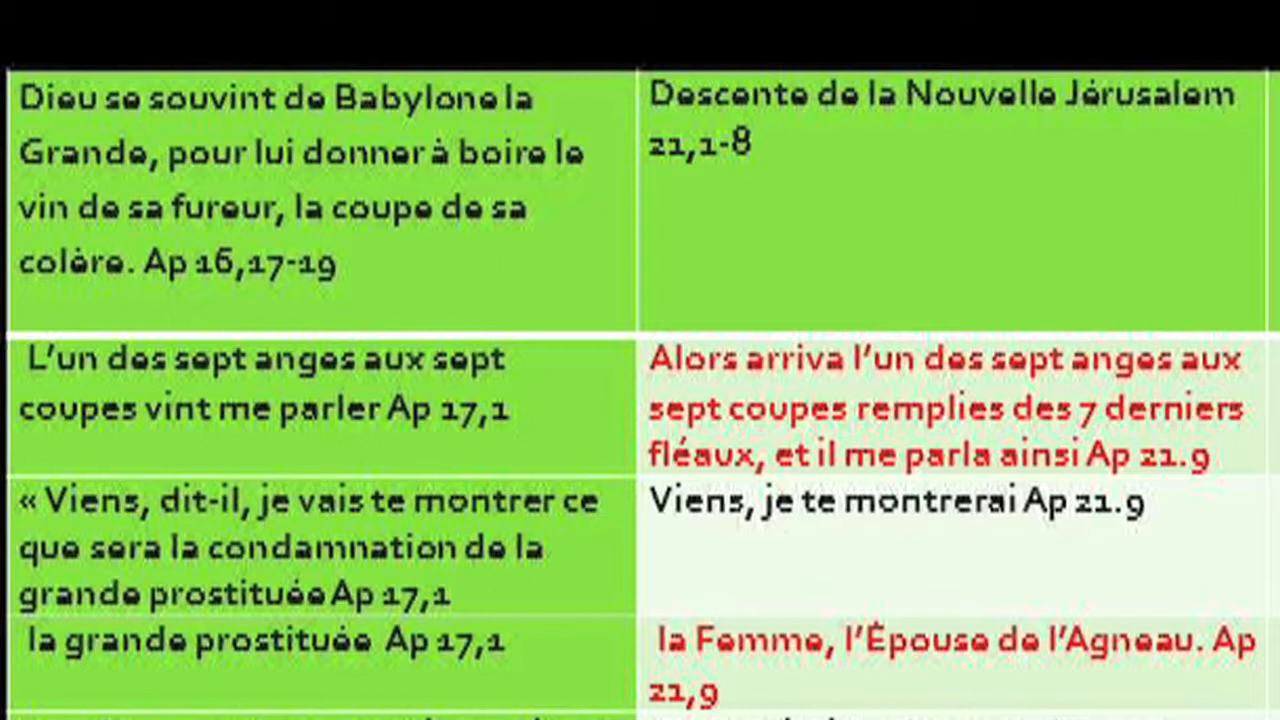 Dieu se souvint de Babylone la
Grande, pour lui donner à boire le
vin de sa fureur, la coupe de sa
colère. Ap 16,17-19
Descente de la Nouvelle Jérusalem
21,1-8
L’un des sept anges aux sept
coupes vint me parler Ap 17,1
Alors arriva l’un des sept anges aux
sept coupes remplies des 7 derniers
fléaux, et il me parla ainsi Ap 21.9
« Viens, dit-il, je vais te montrer ce
que sera la condamnation de la
grande prostituée Ap 17,1
Viens, je te montrerai Ap 21.9
la grande prostituée Ap 17,1
la Femme, l’Épouse de l’Agneau. Ap
21,9